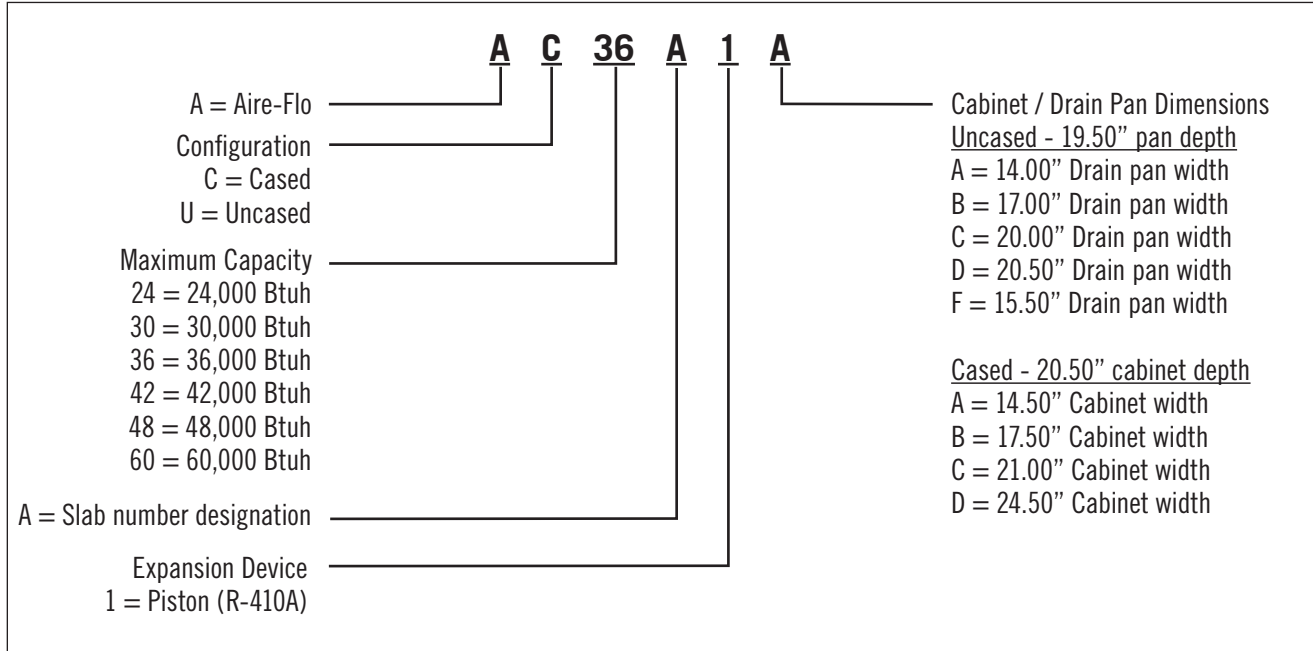 A C 36 A 1 A
A = Aire-Flo
Configuration
C = Cased
U = Uncased
Maximum Capacity
24 = 24,000 Btuh
30 = 30,000 Btuh
36 = 36,000 Btuh
42 = 42,000 Btuh
48 = 48,000 Btuh
60 = 60,000 Btuh
A = Slab number designation
Expansion Device
1 = Piston (R-410A)
Cabinet / Drain Pan Dimensions
Uncased - 19.50” pan depth
A = 14.00” Drain pan width
B = 17.00” Drain pan width
C = 20.00” Drain pan width
D = 20.50” Drain pan width
F = 15.50” Drain pan width
Cased - 20.50” cabinet depth
A = 14.50” Cabinet width
B = 17.50” Cabinet width
C = 21.00” Cabinet width
D = 24.50” Cabinet width